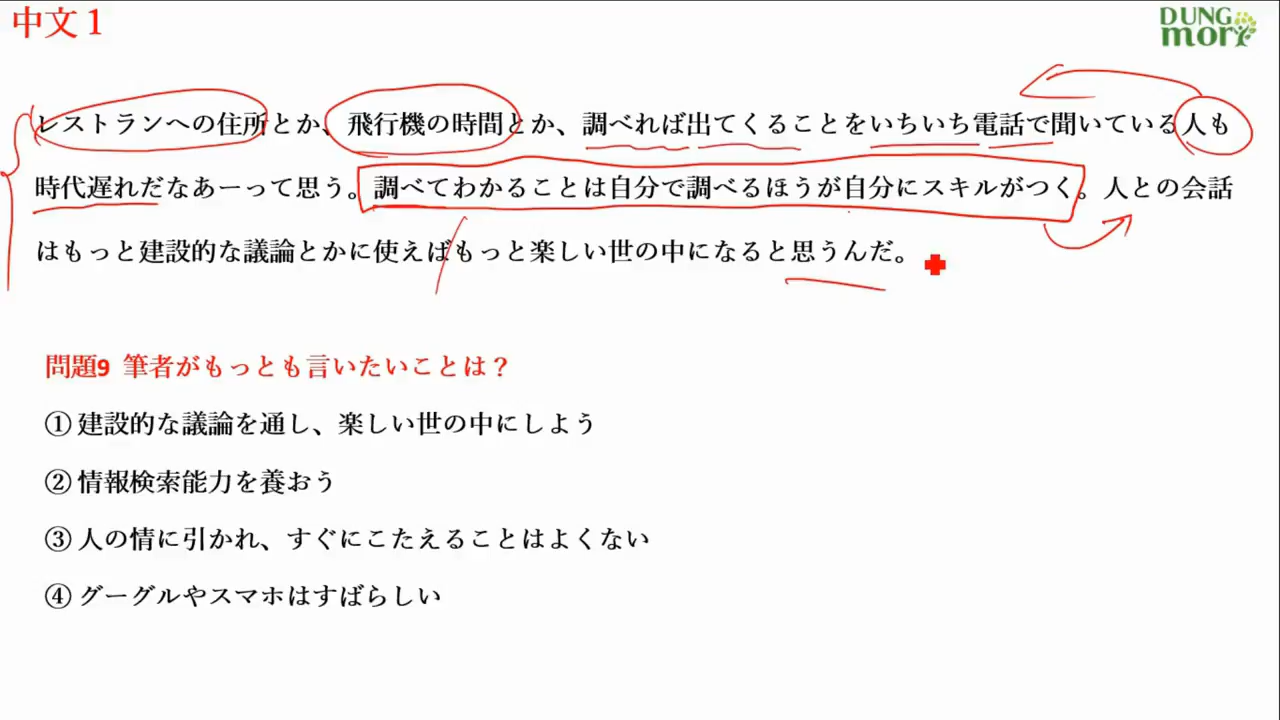 中文１
DUNG
mori
レストランへの住所とか、飛行機の時間とか、調べれば出てくることをいちいち電話で聞いている人も
時代遅れだなあーって思う。調べてわかることは自分で調べるほうが自分にスキルがつく。人との会話
はもっと建設的な議論とかに使えばもっと楽しい世の中になると思うんだ。
問題9 筆者がもっとも言いたいことは？
① 建設的な議論を通し、楽しい世の中にしよう
② 情報検索能力を養おう
③ 人の情に引かれ、すぐにこたえることはよくない
④ グーグルやスマホはすばらしい